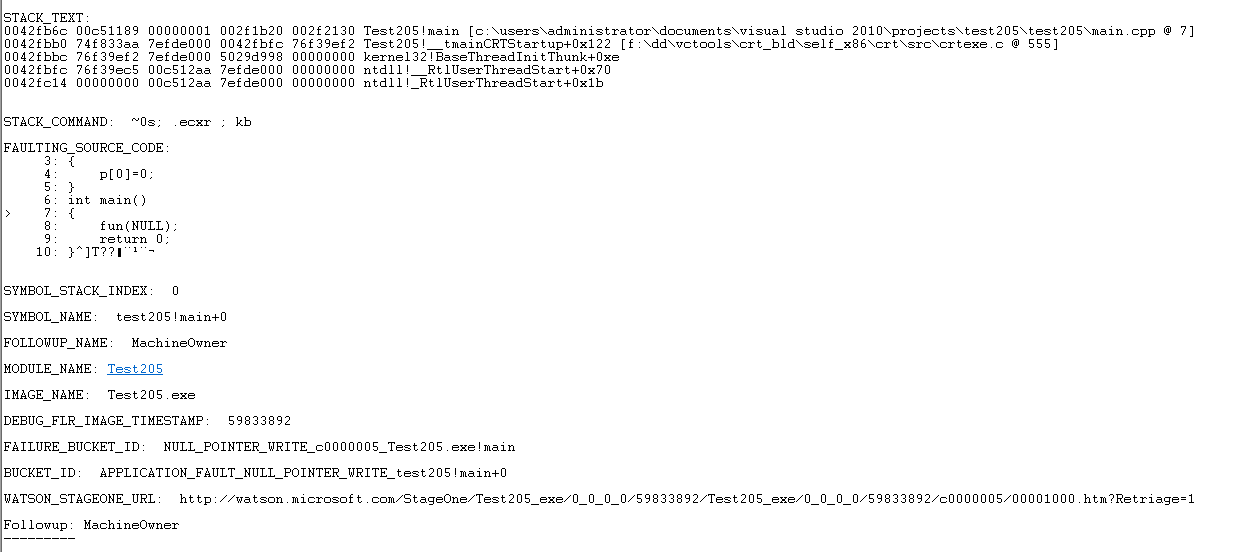 STACK_TEXT:
0042fb6c 00c51189 00000001 002f1b20 002f2130 Test205!main [c:\users\administrator\documents\visual studio 2010\projects\test205\test205\main.cpp @ 7]
0042fbb0 74f833aa 7efde000 0042fbfc 76f39ef2 Test205!__tmainCRTStartup+0x122 [f:\dd\vctools\crt_bld\self_x86\crt\src\crtexe.c @ 555]
0042fbbc 76f39ef2 7efde000 5029d998 00000000 kernel32!BaseThreadInitThunk+0xe
0042fbfc 76f39ec5 00c512aa 7efde000 00000000 ntdll!__RtlUserThreadStart+0x70
0042fc14 00000000 00c512aa 7efde000 00000000 ntdll!_RtlUserThreadStart+0x1b
STACK_COMMAND: ~0s; .ecxr ; kb
FAULTING_SOURCE_CODE:
3: {
4: p[0]=0;
5: }
6: int main()
> 7: {
8: fun(NULL);
9: return 0;
10: }^]T??
SYMBOL_STACK_INDEX: 0
SYMBOL_NAME: test205!main+0
FOLLOWUP_NAME: MachineOwner
MODULE_NAME: Test205
IMAGE_NAME: Test205.exe
DEBUG_FLR_IMAGE_TIMESTAMP: 59833892
FAILURE_BUCKET_ID: NULL_POINTER_WRITE_c0000005_Test205.exe!main
BUCKET_ID: APPLICATION_FAULT_NULL_POINTER_WRITE_test205!main+0
WATSON_STAGEONE_URL: http://watson.microsoft.com/StageOne/Test205_exe/0_0_0_0/59833892/Test205_exe/0_0_0_0/59833892/c0000005/00001000.htm?Retriage=1
Followup: MachineOwner
---------